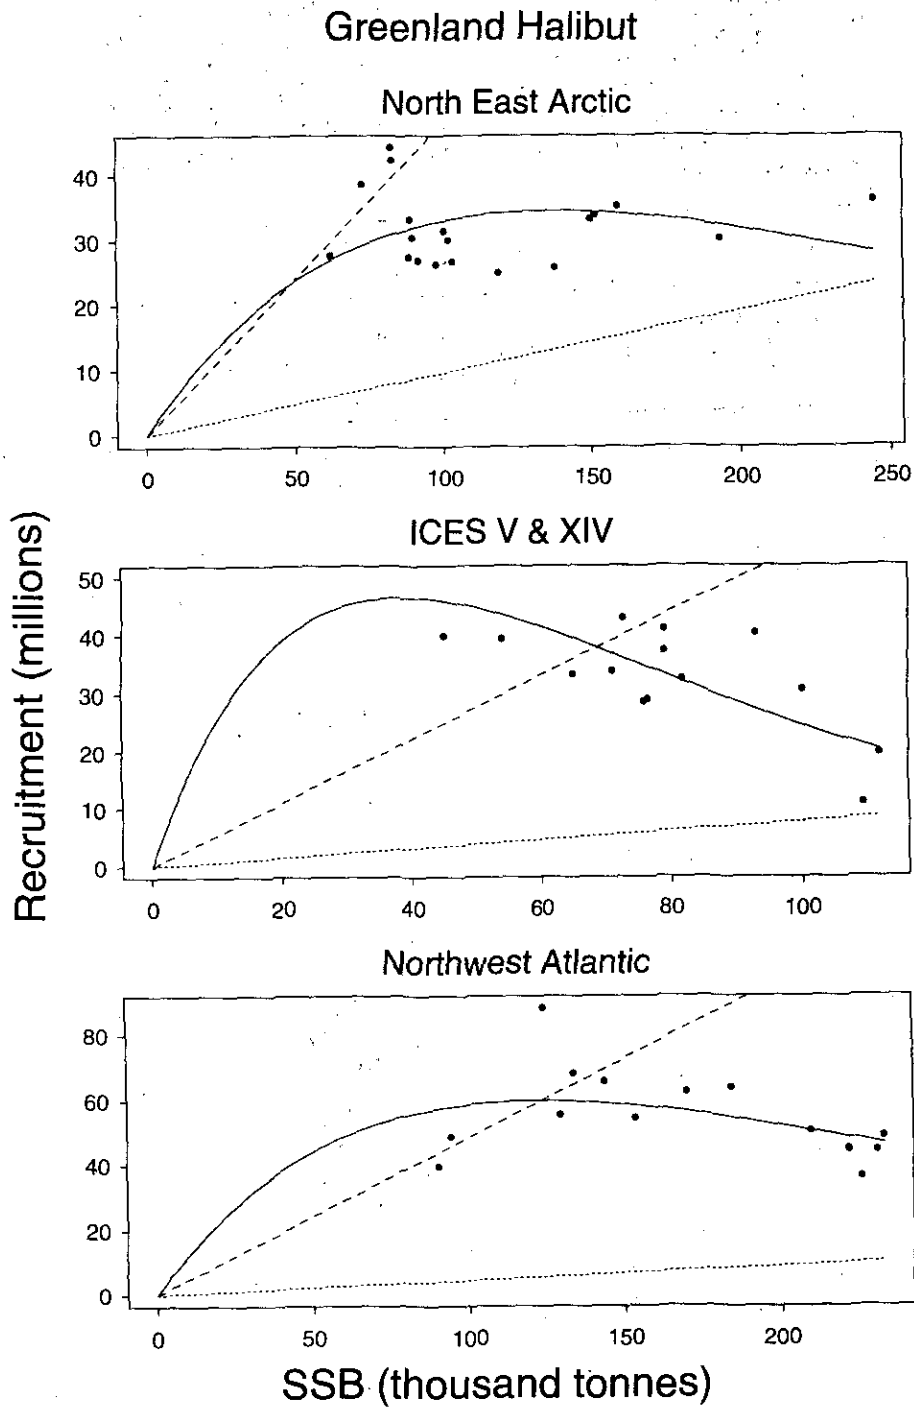 Greenland Halibut
North East Arctic
40
30
20
10
0
0 50 100 150 200 250
ICES V & XIV
50
40
30
20
10
0
0 20 40 60 80 100
Northwest Atlantic
80
60
40
20
0
0 50 100 150 200
Recruitment (millions)
SSB (thousand tonnes)